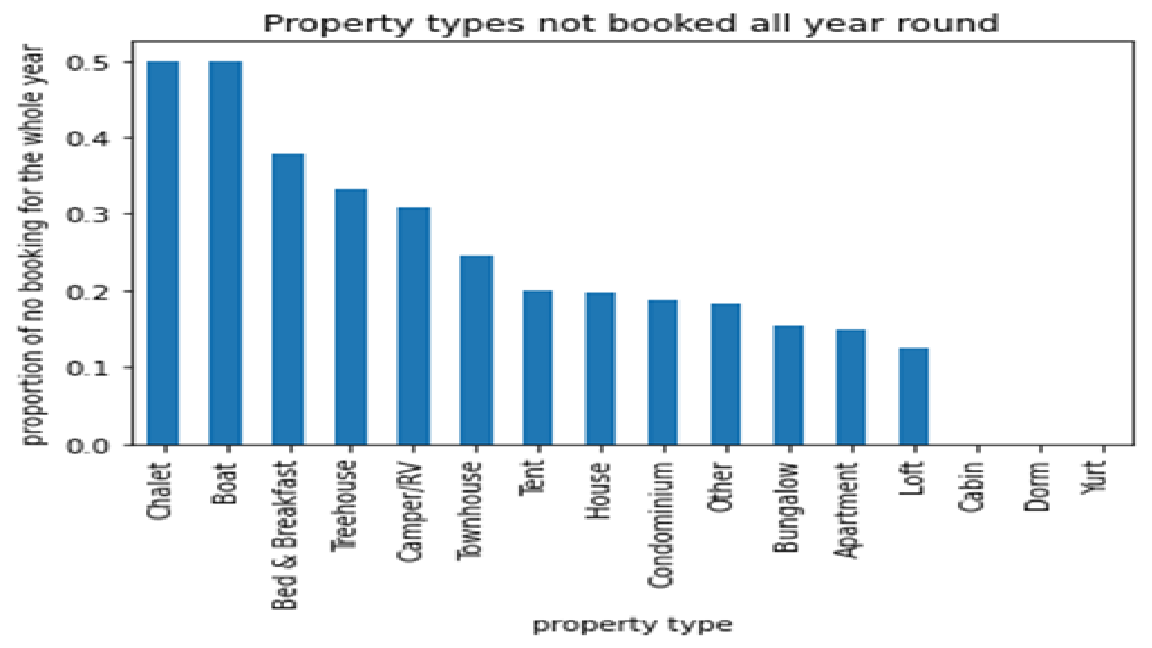 Property types not booked all year round
proportion of no booking for the whole year
0.5
0.4
0.3
0.2
0.1
0.0
Chalet
Boat
Bed & Breakfast
Treehouse
Camper/RV
Townhouse
Tent
House
Condominium
Other
Bungalow
Apartment
Loft
Cabin
Dorm
Yurt
property type